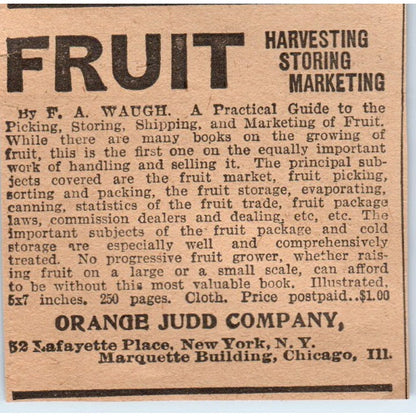 FRUIT HARVESTING
STORING
MARKETING
By F. A. WAUGH. A Practical Guide to the
Picking, Storing, Shipping, and Marketing of Fruit.
While there are many books on the growing of
fruit, this is the first one on the equally important
work of handling and selling it. The principal sub-
jects covered are the fruit market, fruit picking,
sorting and packing, the fruit storage, evaporating,
canning, statistics of the fruit trade, fruit package
laws, commission dealers and dealing, etc, etc. The
important subjects of the fruit package and cold
storage are especially well and comprehensively
treated. No progressive fruit grower, whether rais-
ing fruit on a large or a small scale, can afford
to be without this most valuable book. Illustrated.
5x7 inches. 250 pages. Cloth. Price postpaid..$1.00
ORANGE JUDD COMPANY,
52 Lafayette Place, New York, N. Y.
Marquette Building, Chicago, Ill.